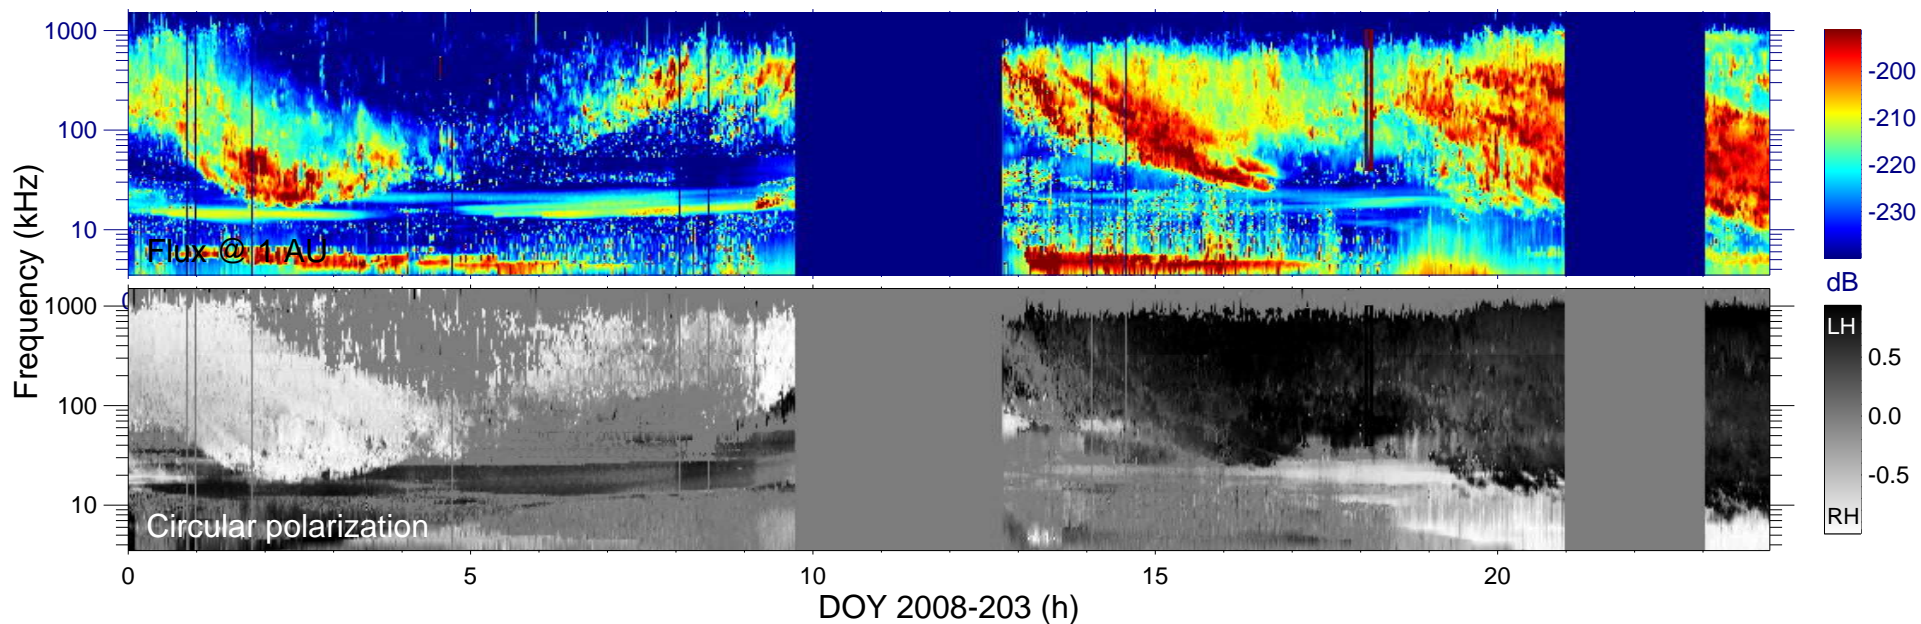 1000
100
10
Flux @ 1 AU
-200
-210
-220
-230
dB
Frequency (kHz)
1000
100
10
Circular polarization
LH
0.5
0.0
-0.5
RH
0 5 10 15 20
DOY 2008-203 (h)